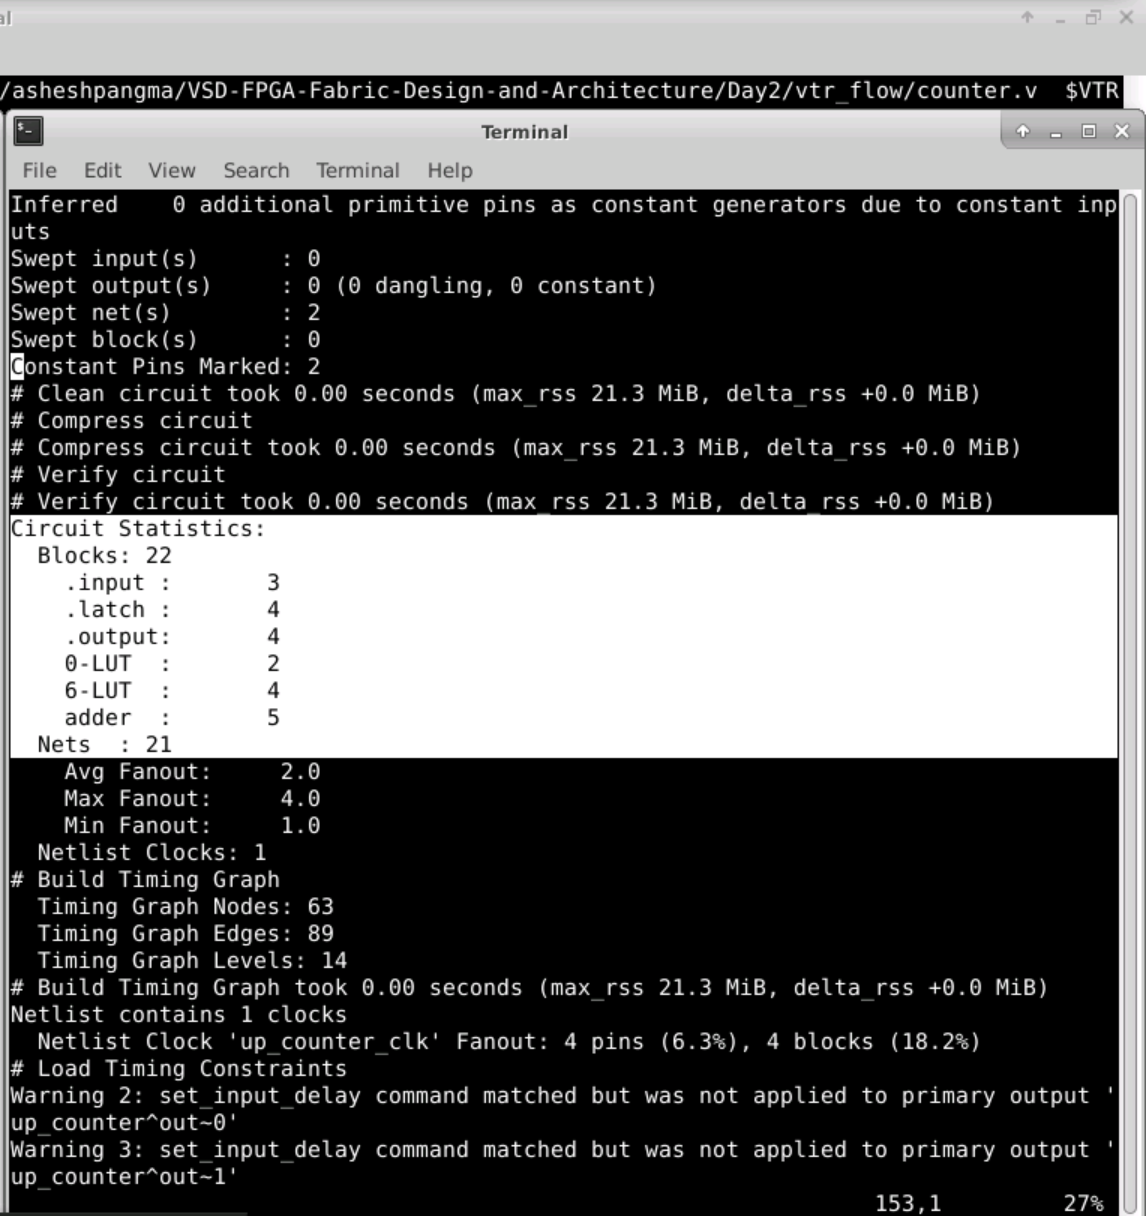 al
/asheshpangma/VSD-FPGA-Fabric-Design-and-Architecture/Day2/vtr_flow/counter.v  $VTR
Terminal
File Edit View Search Terminal Help
Inferred    0 additional primitive pins as constant generators due to constant inp
uts
Swept input(s)      : 0
Swept output(s)     : 0 (0 dangling, 0 constant)
Swept net(s)        : 2
Swept block(s)      : 0
Constant Pins Marked: 2
# Clean circuit took 0.00 seconds (max_rss 21.3 MiB, delta_rss +0.0 MiB)
# Compress circuit
# Compress circuit took 0.00 seconds (max_rss 21.3 MiB, delta_rss +0.0 MiB)
# Verify circuit
# Verify circuit took 0.00 seconds (max_rss 21.3 MiB, delta_rss +0.0 MiB)
Circuit Statistics:
  Blocks: 22
    .input :       3
    .latch :       4
    .output:       4
    0-LUT  :       2
    6-LUT  :       4
    adder  :       5
  Nets  : 21
    Avg Fanout:     2.0
    Max Fanout:     4.0
    Min Fanout:     1.0
  Netlist Clocks: 1
# Build Timing Graph
  Timing Graph Nodes: 63
  Timing Graph Edges: 89
  Timing Graph Levels: 14
# Build Timing Graph took 0.00 seconds (max_rss 21.3 MiB, delta_rss +0.0 MiB)
Netlist contains 1 clocks
  Netlist Clock 'up_counter_clk' Fanout: 4 pins (6.3%), 4 blocks (18.2%)
# Load Timing Constraints
Warning 2: set_input_delay command matched but was not applied to primary output '
up_counter^out~0'
Warning 3: set_input_delay command matched but was not applied to primary output '
up_counter^out~1'
153,1         27%